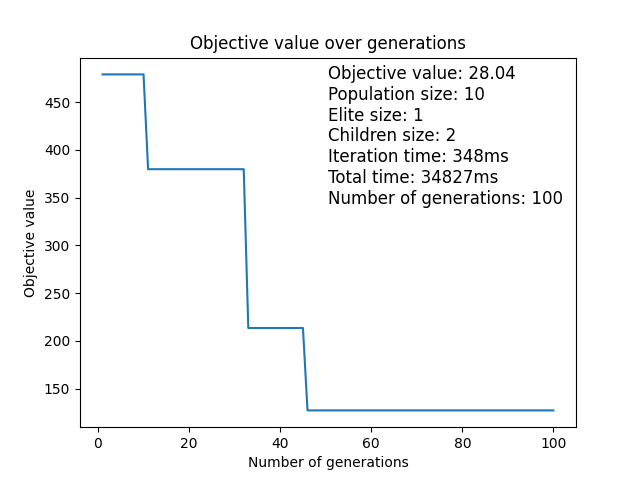 Objective value over generations
Objective value: 28.04
Population size: 10
Elite size: 1
Children size: 2
Iteration time: 348ms
Total time: 34827ms
Number of generations: 100
Objective value
450
400
350
300
250
200
150
0 20 40 60 80 100
Number of generations